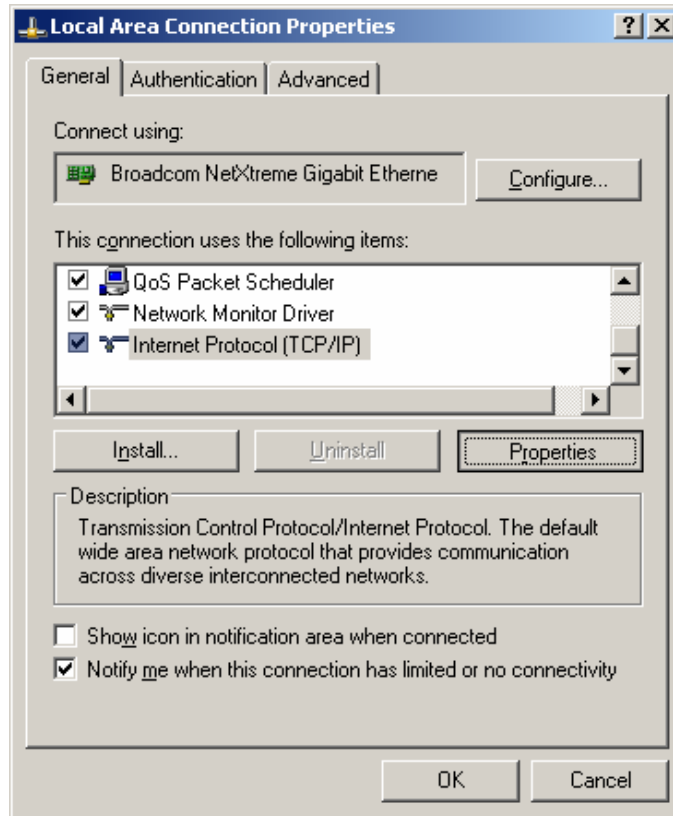 Local Area Connection Properties
General
Authentication
Advanced
Connect using:
Broadcom NetXtreme Gigabit Etherne
Configure...
This connection uses the following items:
QoS Packet Scheduler
Network Monitor Driver
Internet Protocol (TCP/IP)
Install...
Uninstall
Properties
Description
Transmission Control Protocol/Internet Protocol. The default
wide area network protocol that provides communication
across diverse interconnected networks.
Show icon in notification area when connected
Notify me when this connection has limited or no connectivity
OK
Cancel